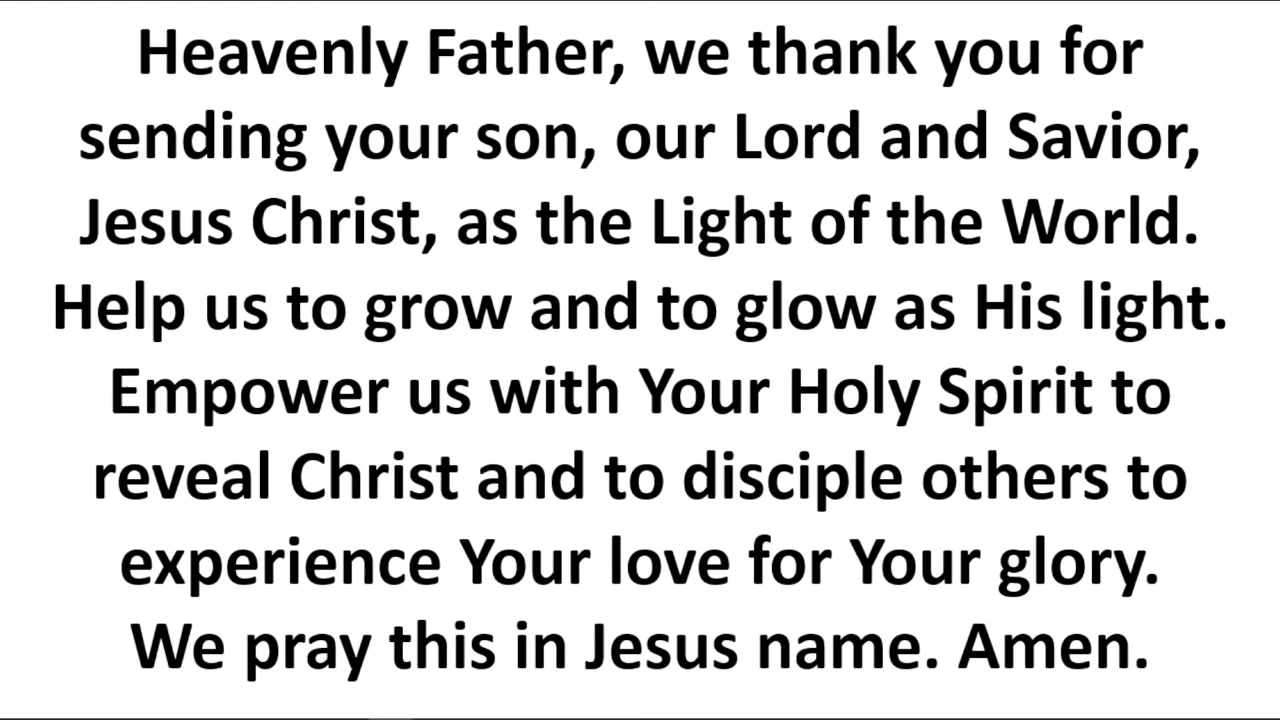 Heavenly Father, we thank you for
sending your son, our Lord and Savior,
Jesus Christ, as the Light of the World.
Help us to grow and to glow as His light.
Empower us with Your Holy Spirit to
reveal Christ and to disciple others to
experience Your love for Your glory.
We pray this in Jesus name. Amen.